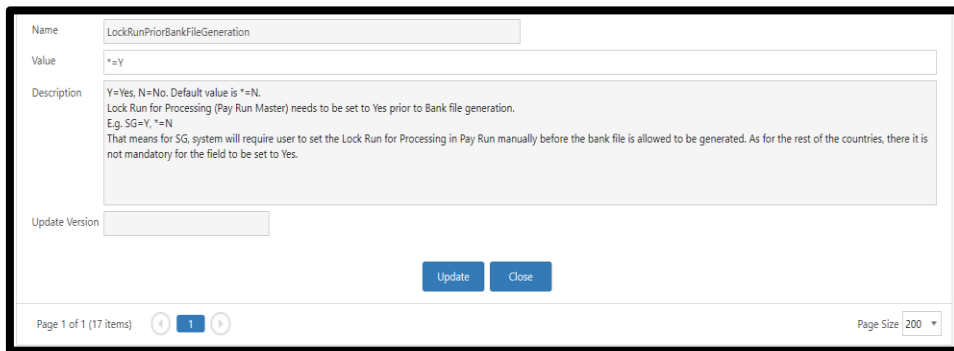 Name LockRunPriorBankFileGeneration
Value *=Y
Description Y=Yes, N=No. Default value is *=N.
Lock Run for Processing (Pay Run Master) needs to be set to Yes prior to Bank file generation.
E.g. SG=Y, *=N
That means for SG, system will require user to set the Lock Run for Processing in Pay Run manually before the bank file is allowed to be generated. As for the rest of the countries, there it is
not mandatory for the field to be set to Yes.
Update Version
Update Close
Page 1 of 1 (17 items) 1 Page Size 200